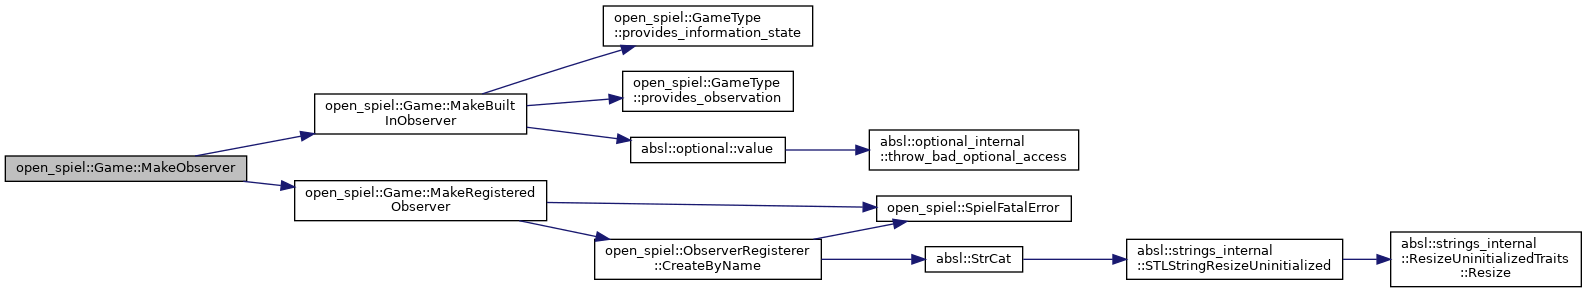 open_spiel::GameType
::provides_information_state
open_spiel::GameType
::provides_observation
open_spiel::Game::MakeBuilt
InObserver
absl::optional::value
absl::optional_internal
::throw_bad_optional_access
open_spiel::Game::MakeObserver
open_spiel::Game::MakeRegistered
Observer
open_spiel::SpielFatalError
open_spiel::ObserverRegisterer
::CreateByName
absl::StrCat
absl::strings_internal
::STLStringResizeUninitialized
absl::strings_internal
::ResizeUninitializedTraits
::Resize